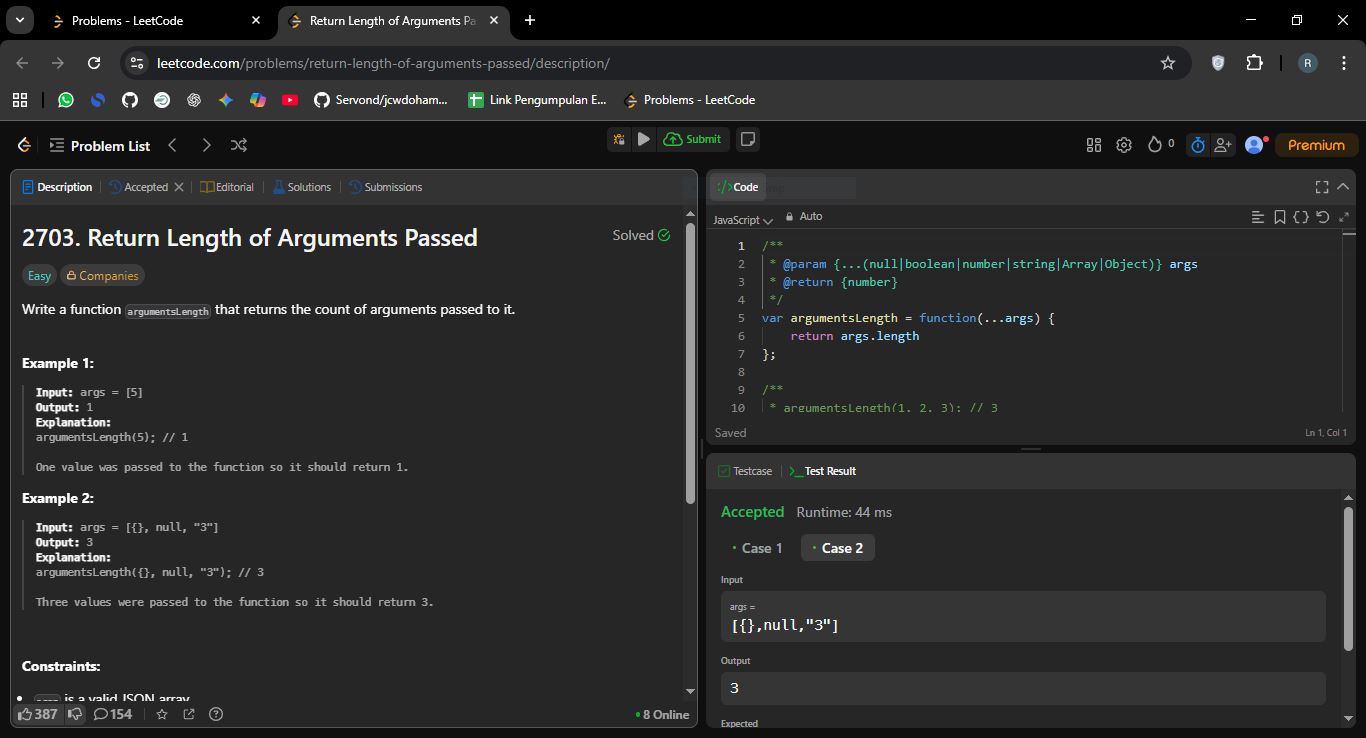 Problems - LeetCode
Return Length of Arguments Pa
leetcode.com/problems/return-length-of-arguments-passed/description/
R
Servond/jcwdoham...
Link Pengumpulan E...
Problems - LeetCode
Problem List
Submit
0
Premium
Description
Accepted
Editorial
Solutions
Submissions
2703. Return Length of Arguments Passed
Solved
Easy
Companies
Write a function argumentsLength that returns the count of arguments passed to it.
Example 1:
Input: args = [5]
Output: 1
Explanation:
argumentsLength(5); // 1
One value was passed to the function so it should return 1.
Example 2:
Input: args = [{}, null, "3"]
Output: 3
Explanation:
argumentsLength({}, null, "3"); // 3
Three values were passed to the function so it should return 3.
Constraints:
args is a valid JSON array
387
154
8 Online
</>Code
JavaScript
Auto
1 /**
2 * @param {...(null|boolean|number|string|Array|Object)} args
3 * @return {number}
4 */
5 var argumentsLength = function(...args) {
6 return args.length
7 };
8
9 /**
10 * argumentsLength(1, 2, 3); // 3
Saved
Ln 1, Col 1
Testcase
>_Test Result
Accepted
Runtime: 44 ms
Case 1
Case 2
Input
args =
[{},null,"3"]
Output
3
Expected